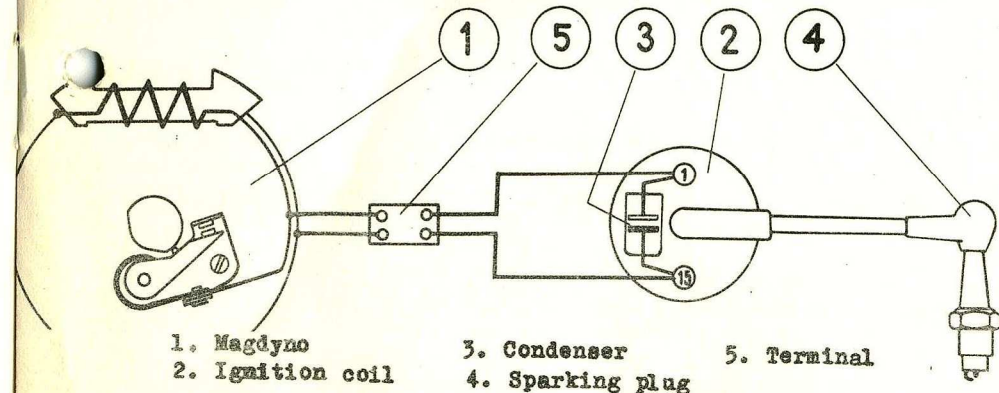 1 5 3 2 4
1
15
1. Magdyno 3. Condenser 5. Terminal
2. Ignition coil 4. Sparking plug